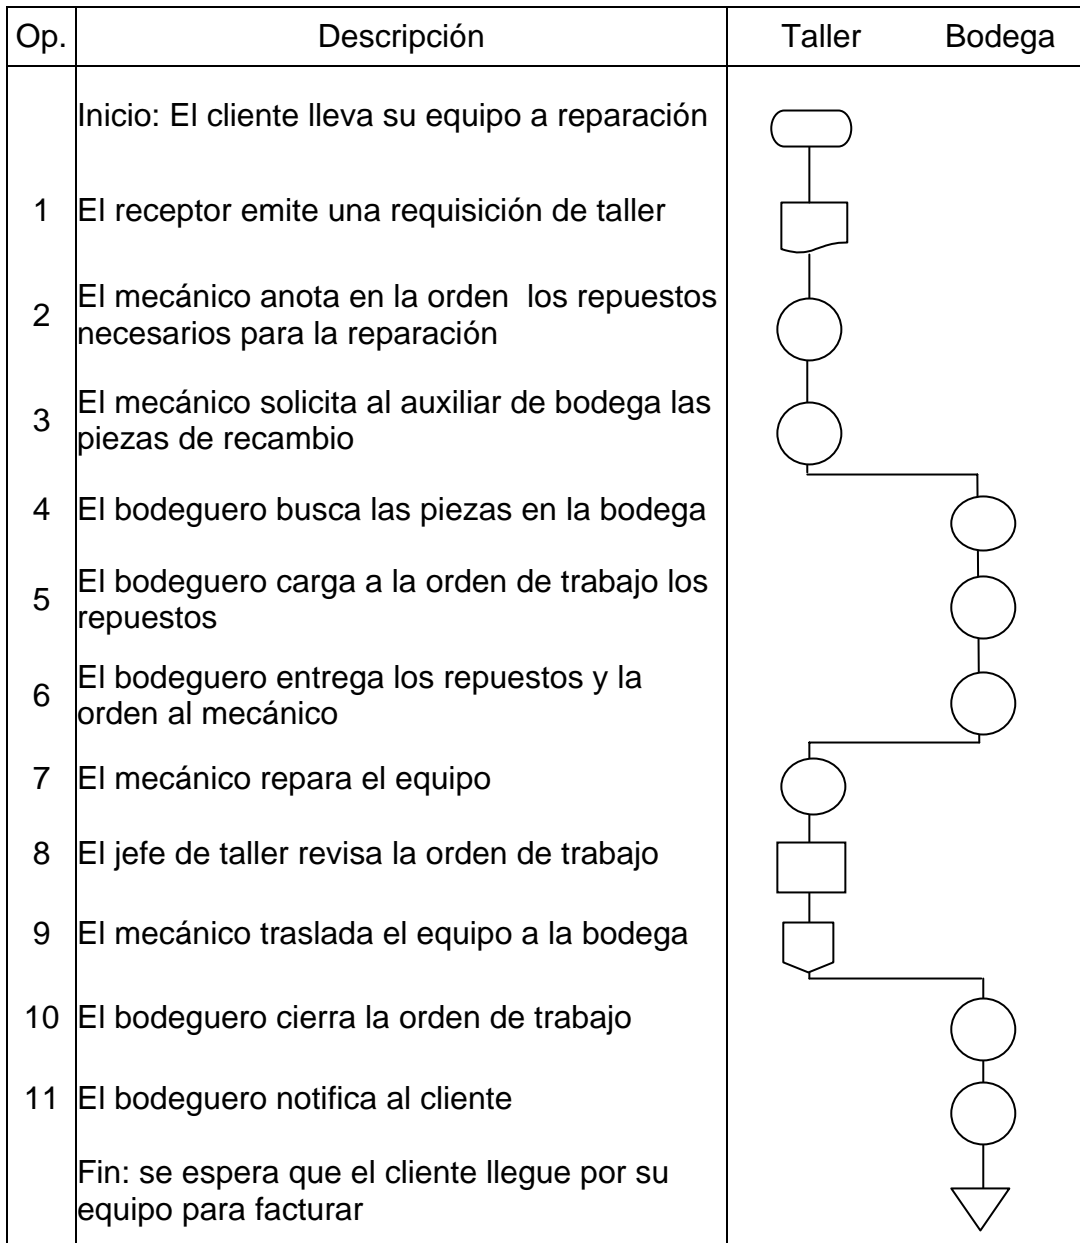 Op. Descripción Taller Bodega
Inicio: El cliente lleva su equipo a reparación
1 El receptor emite una requisición de taller
2 El mecánico anota en la orden los repuestos
necesarios para la reparación
3 El mecánico solicita al auxiliar de bodega las
piezas de recambio
4 El bodeguero busca las piezas en la bodega
5 El bodeguero carga a la orden de trabajo los
repuestos
6 El bodeguero entrega los repuestos y la
orden al mecánico
7 El mecánico repara el equipo
8 El jefe de taller revisa la orden de trabajo
9 El mecánico traslada el equipo a la bodega
10 El bodeguero cierra la orden de trabajo
11 El bodeguero notifica al cliente
Fin: se espera que el cliente llegue por su
equipo para facturar